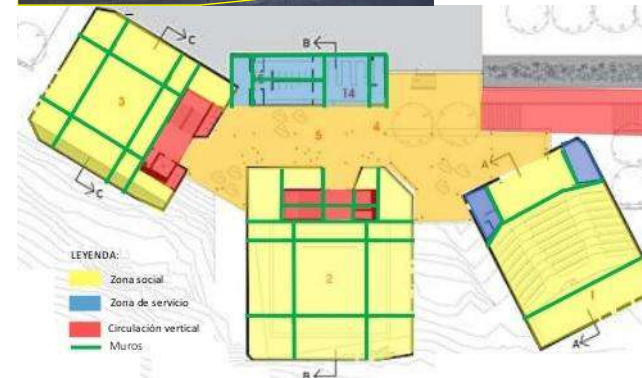 C
B
3
14
4
5
A
C
LEYENDA:
Zona social
Zona de servicio
Circulación vertical
Muros
2
1
A
B